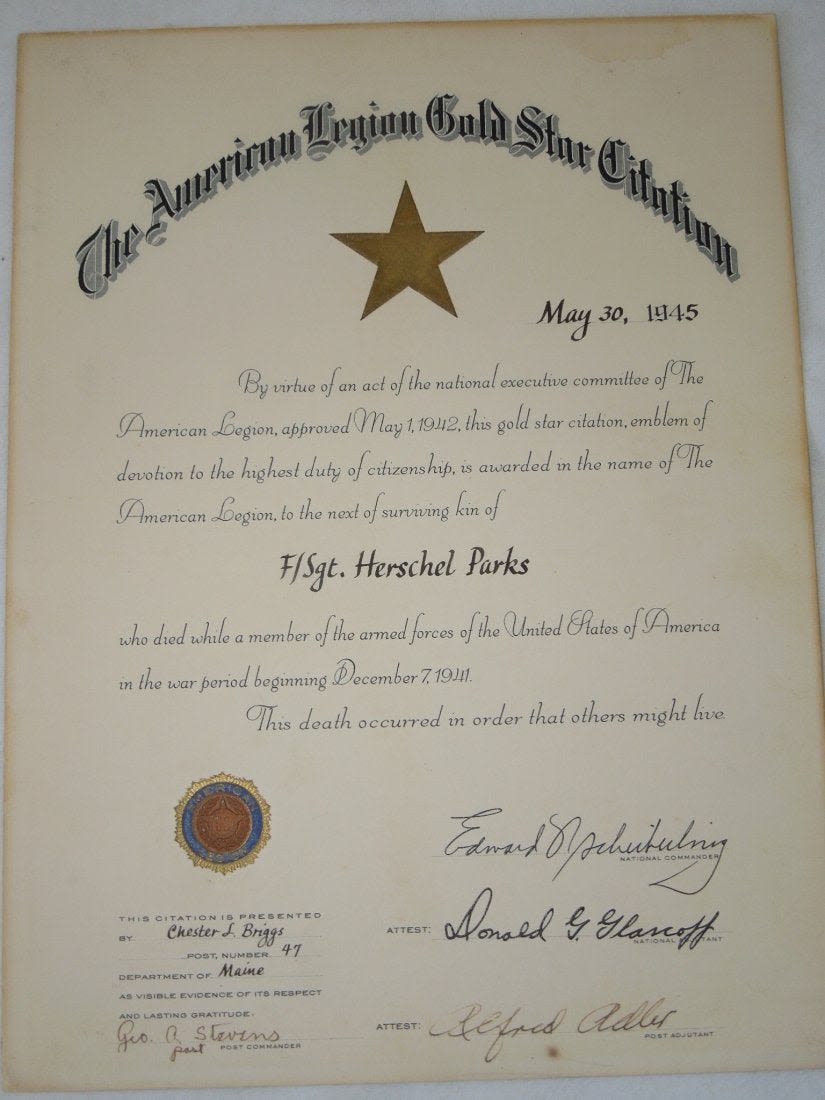 The American Legion Gold Star Citation
May 30, 1945
By virtue of an act of the national executive committee of The
American Legion, approved May 1, 1942, this gold star citation, emblem of
devotion to the highest duty of citizenship, is awarded in the name of The
American Legion, to the next of surviving kin of
F/Sgt. Herschel Parks
who died while a member of the armed forces of the United States of America
in the war period beginning December 7, 1941.
This death occurred in order that others might live.
AMERICAN
LEGION
Edward N Scheiberling
NATIONAL COMMANDER
THIS CITATION IS PRESENTED
BY Chester L. Briggs
POST, NUMBER 47
DEPARTMENT OF Maine
AS VISIBLE EVIDENCE OF ITS RESPECT
AND LASTING GRATITUDE.
Geo. A Stevens
past POST COMMANDER
ATTEST: Donald G. Glascoff
NATIONAL ADJUTANT
ATTEST: Alfred Adler
POST ADJUTANT